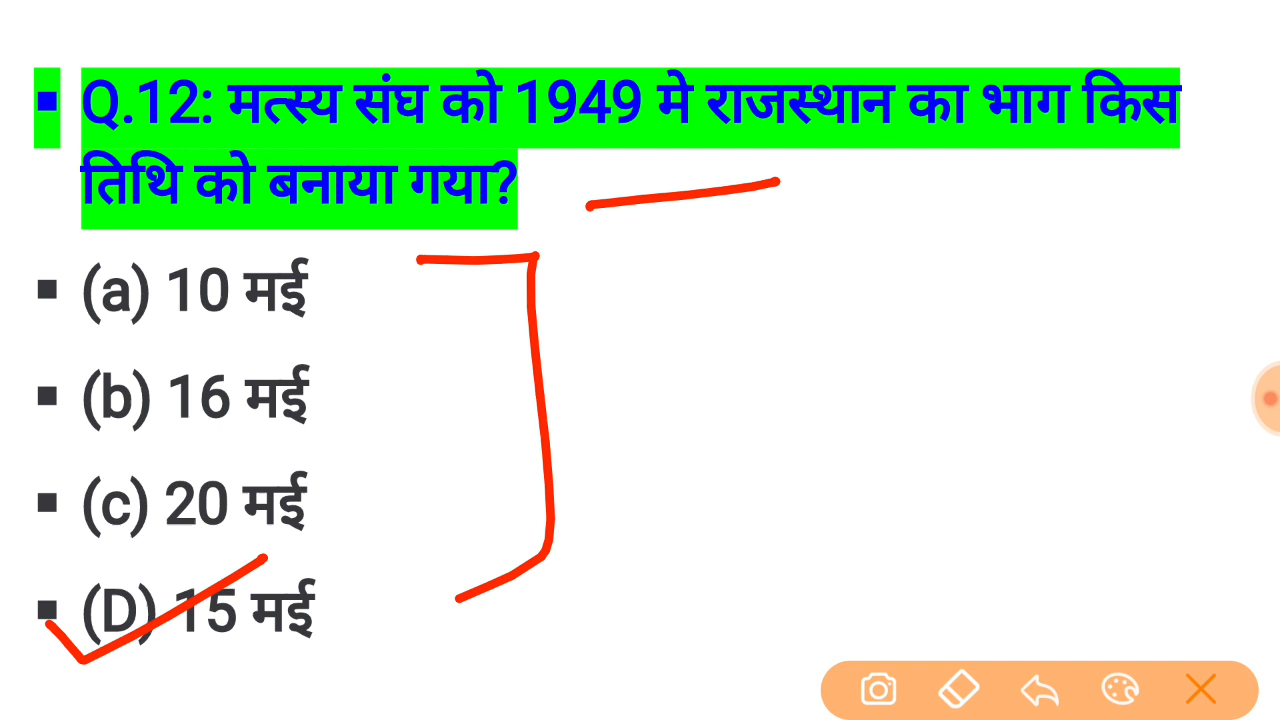 Q.12: मत्स्य संघ को 1949 मे राजस्थान का भाग किस
तिथि को बनाया गया?
(a) 10 मई
(b) 16 मई
(c) 20 मई
(D) 15 मई